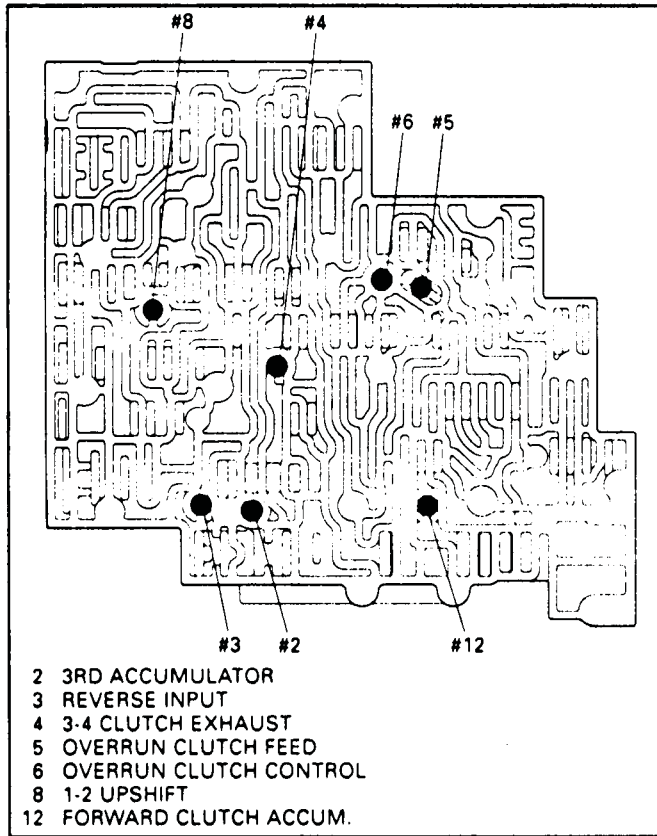 #8 #4
#6 #5
#3 #2 #12
2 3RD ACCUMULATOR
3 REVERSE INPUT
4 3-4 CLUTCH EXHAUST
5 OVERRUN CLUTCH FEED
6 OVERRUN CLUTCH CONTROL
8 1-2 UPSHIFT
12 FORWARD CLUTCH ACCUM.